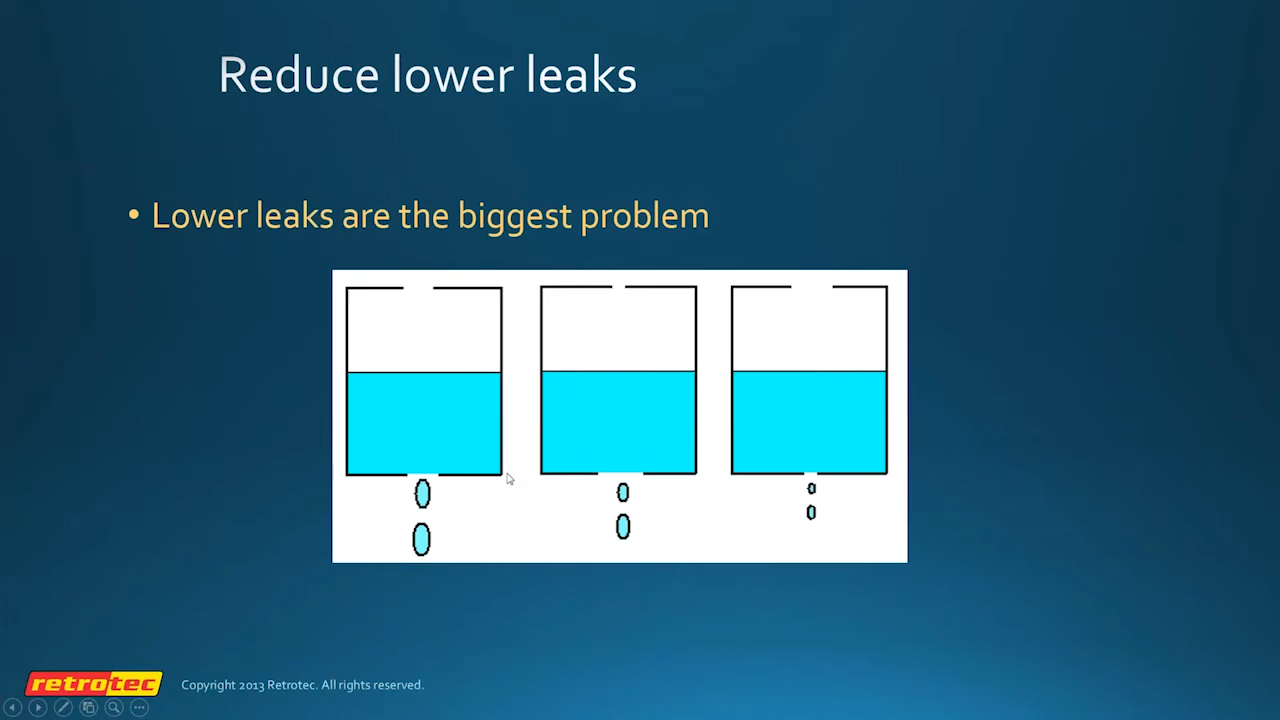 Reduce lower leaks
• Lower leaks are the biggest problem
retrotec
Copyright 2013 Retrotec. All rights reserved.